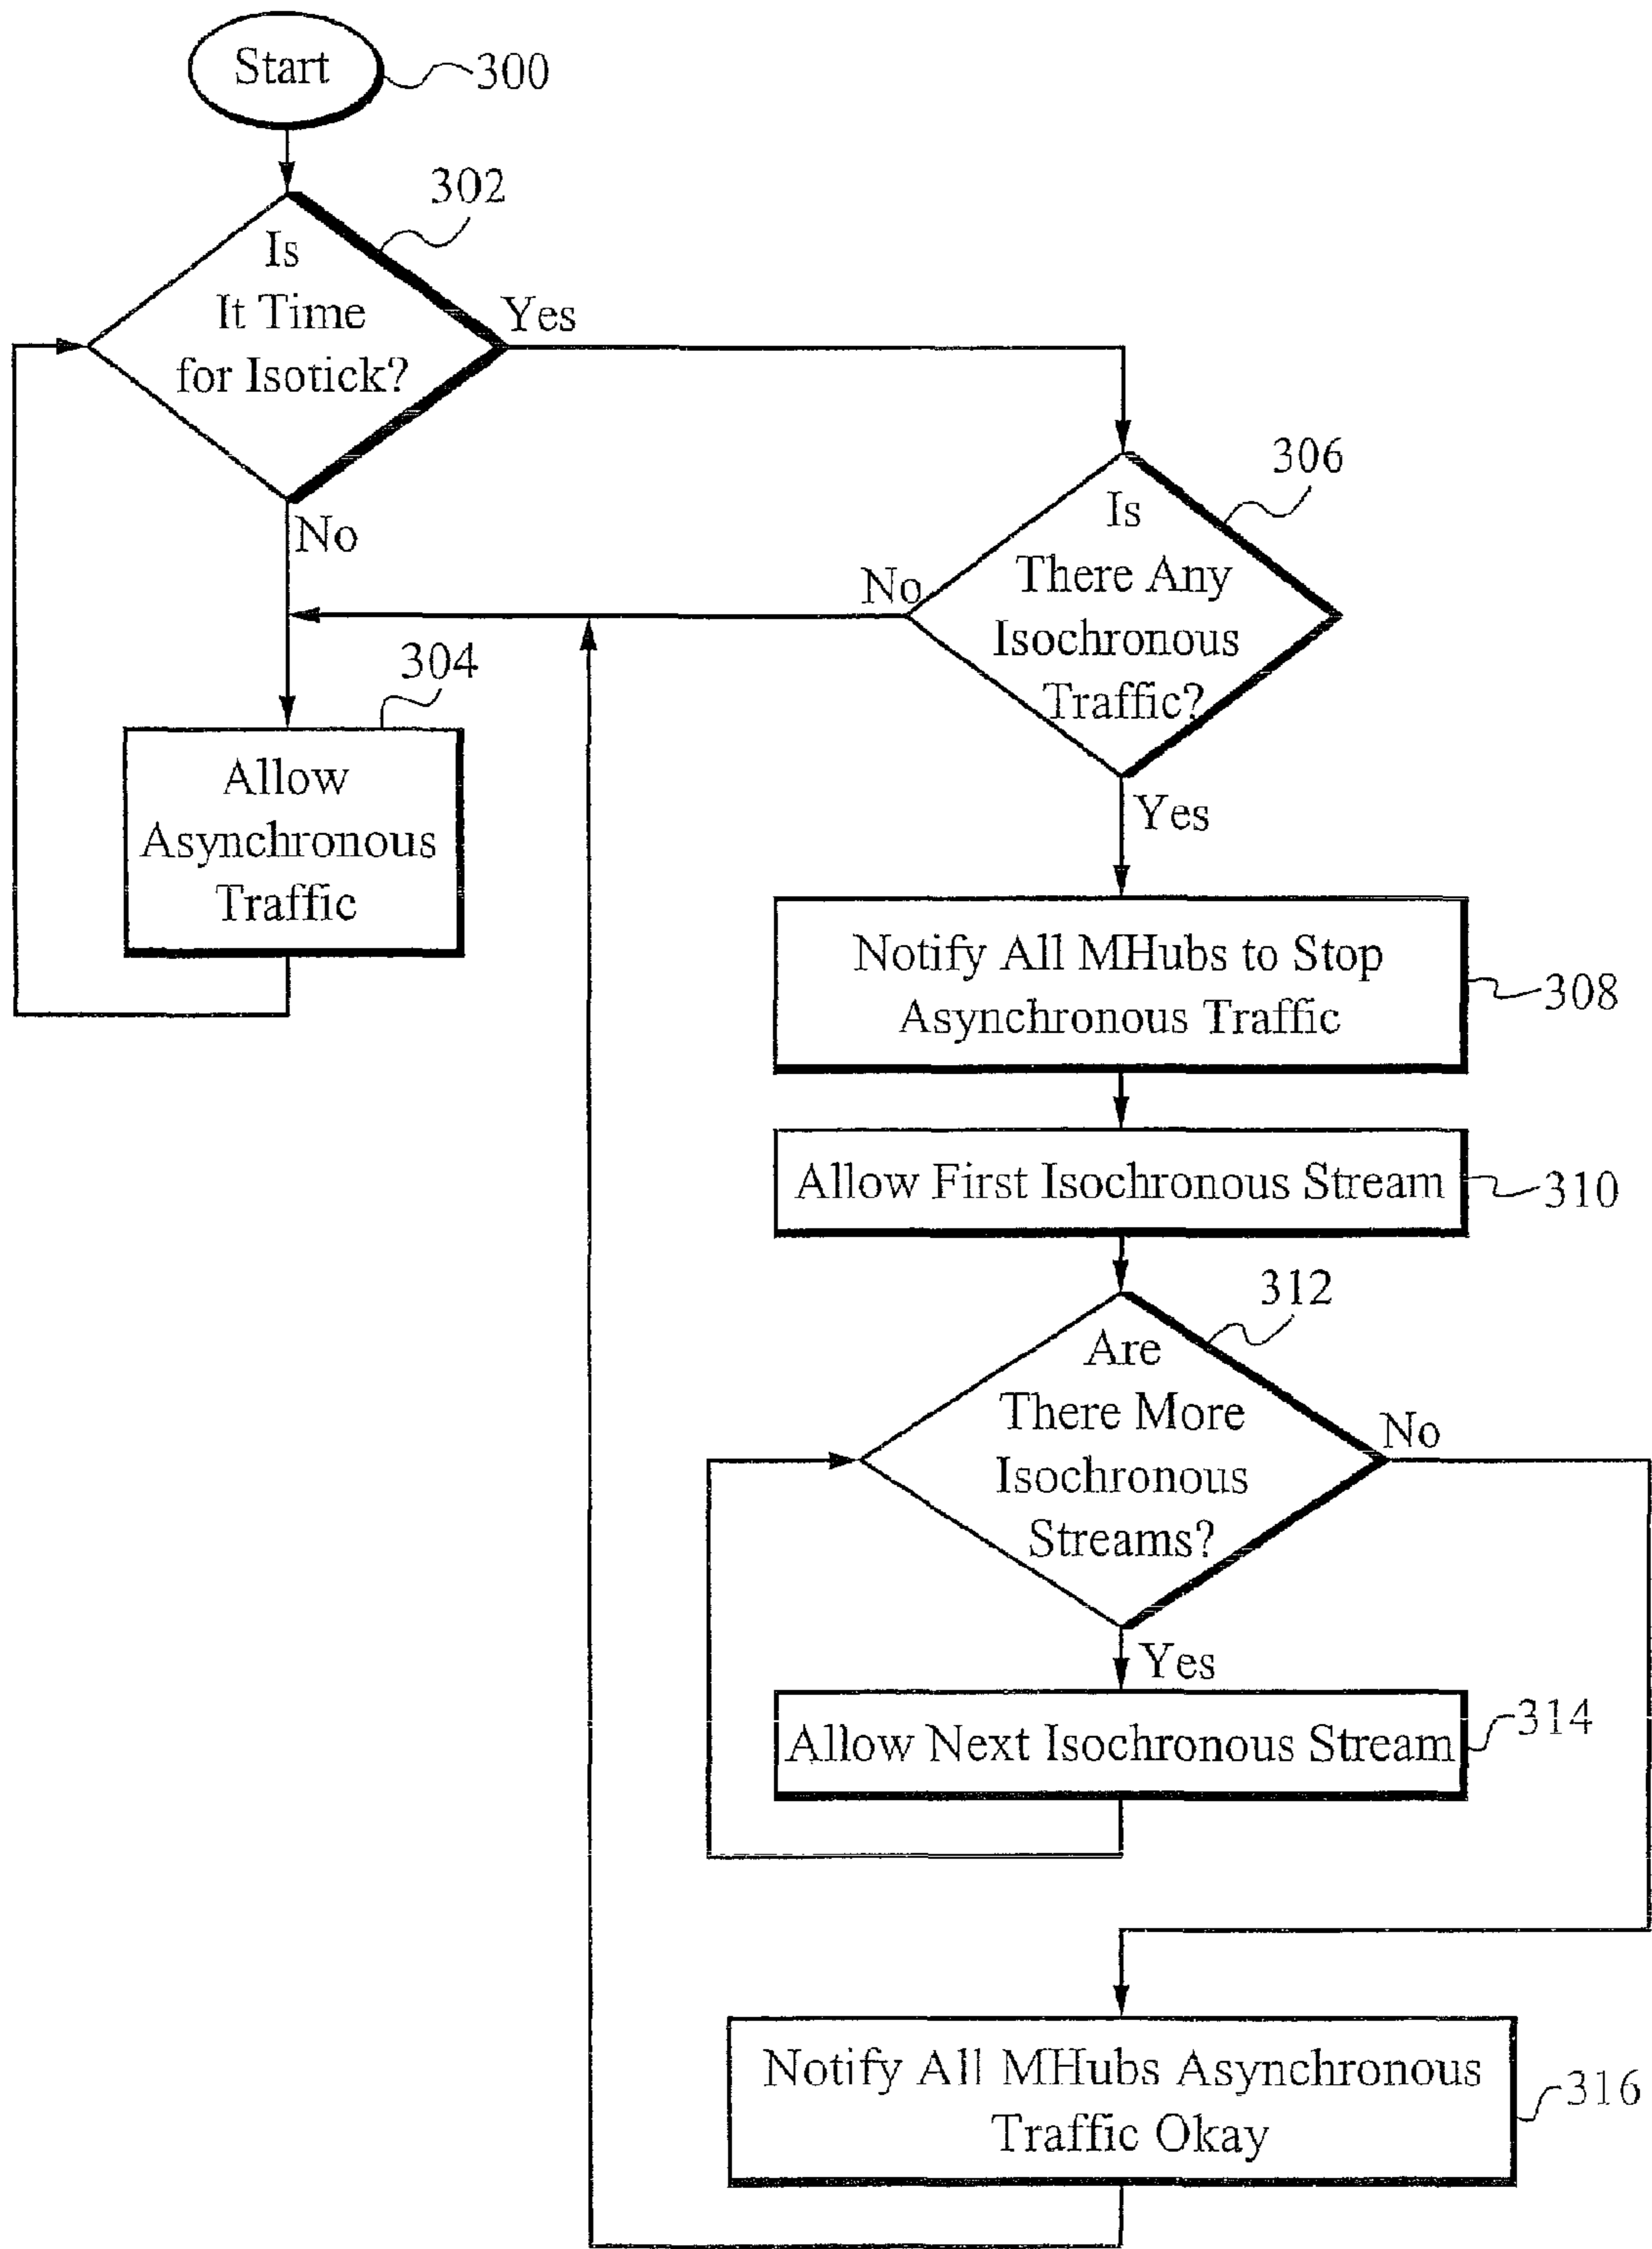 Start
300
302
Is
It Time
for Isotick?
Yes
No
306
Is
There Any
Isochronous
Traffic?
No
Yes
304
Allow
Asynchronous
Traffic
Notify All MHubs to Stop
Asynchronous Traffic
308
Allow First Isochronous Stream
310
312
Are
There More
Isochronous
Streams?
No
Yes
Allow Next Isochronous Stream
314
Notify All MHubs Asynchronous
Traffic Okay
316